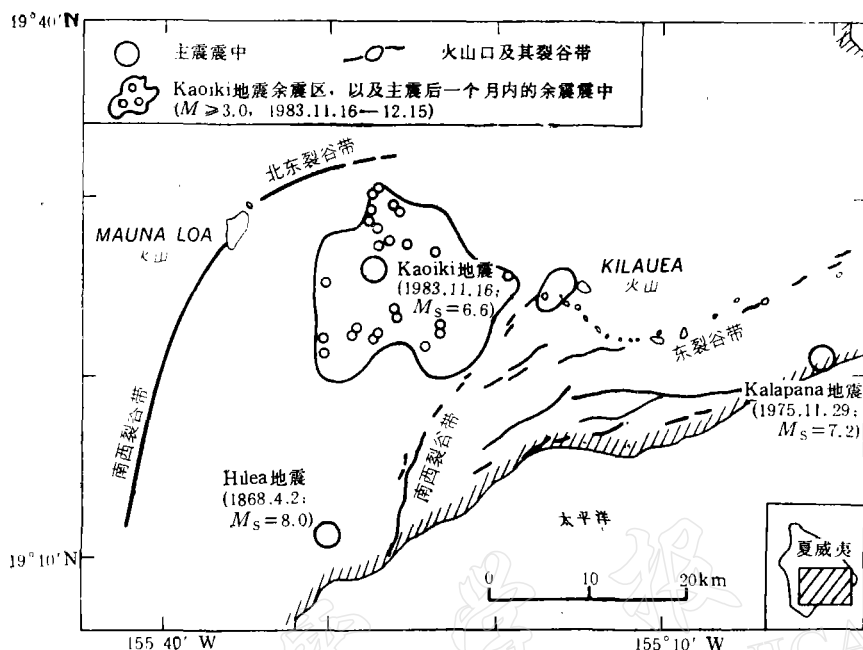 19°40′N
主震震中
火山口及其裂谷带
Kaoiki地震余震区，以及主震后一个月内的余震震中
(M≥3.0, 1983.11.16—12.15)
北东裂谷带
MAUNA LOA
火山
Kaoiki地震
(1983.11.16;
Ms=6.6)
KILAUEA
火山
东裂谷带
南西裂谷带
Kalapana地震
(1975.11.29;
Ms=7.2)
南西裂谷带
Hilea地震
(1868.4.2;
Ms=8.0)
太平洋
夏威夷
19°10′N
0 10 20km
155°40′ W
155°10′ W
学报